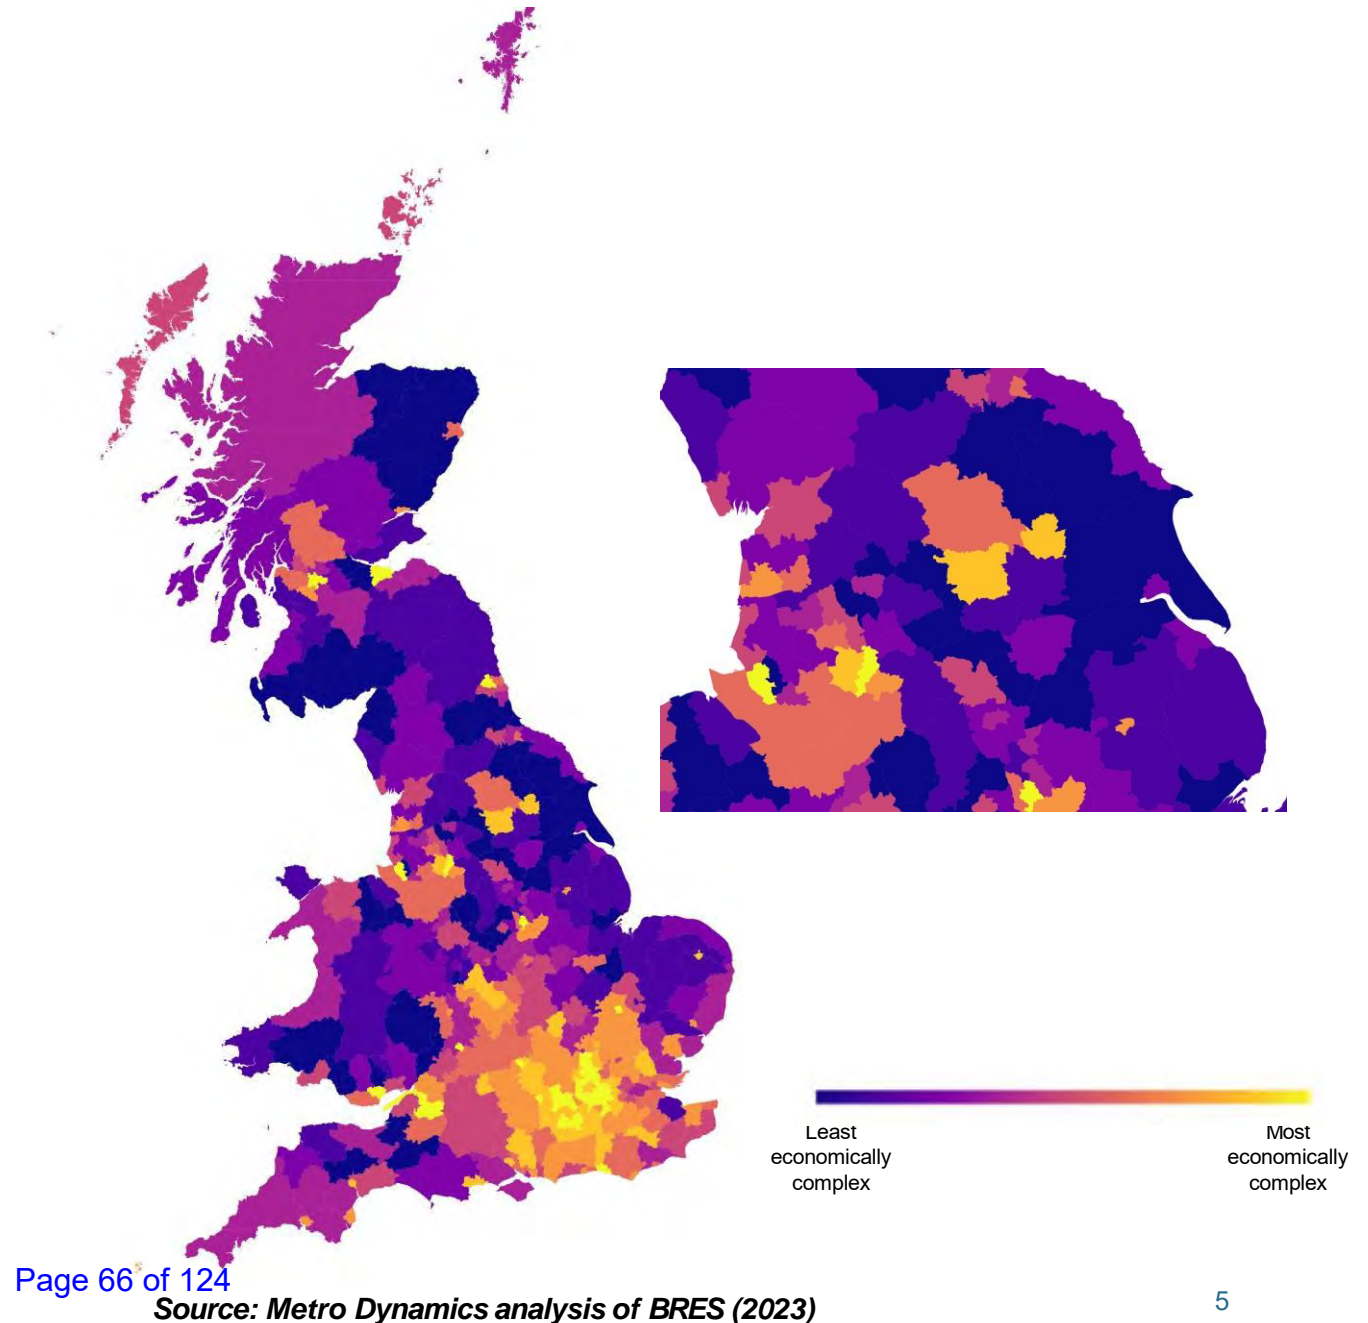 Least
economically
complex
Most
economically
complex
Page 66 of 124
Source: Metro Dynamics analysis of BRES (2023)
5